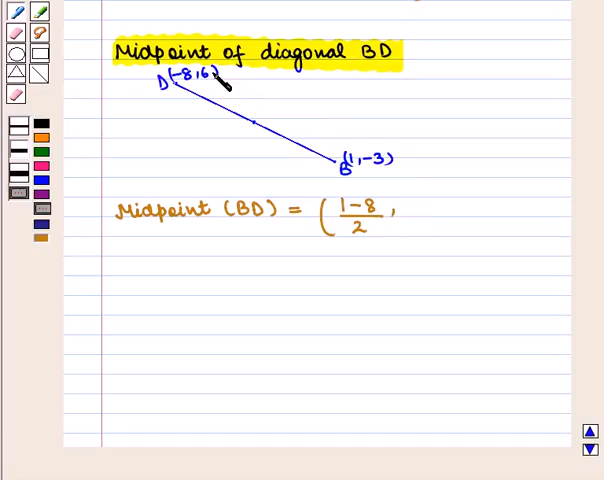 Midpoint of diagonal BD
D(-8,6)
B(1,-3)
Midpoint (BD) = ( 1-8
2 ,